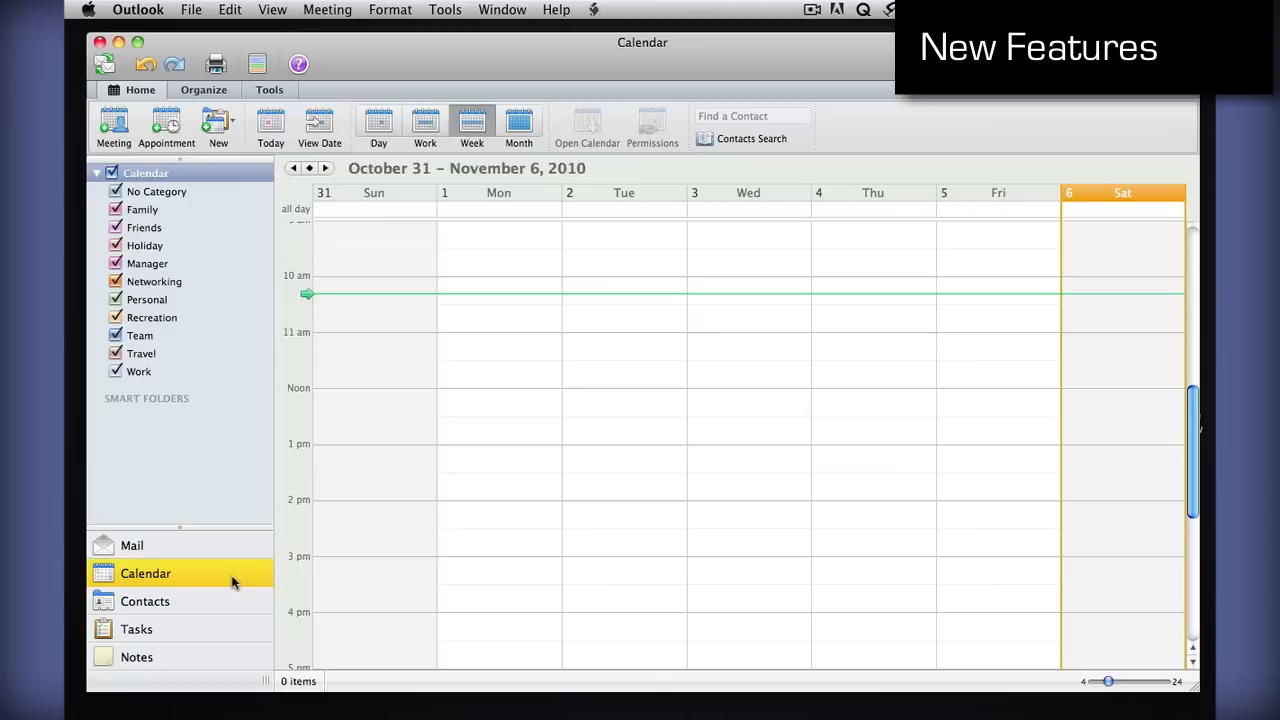 Outlook File Edit View Meeting Format Tools Window Help
New Features
Calendar
Home Organize Tools
Meeting Appointment New Today View Date Day Work Week Month Open Calendar Permissions
Find a Contact
Contacts Search
Calendar
No Category
Family
Friends
Holiday
Manager
Networking
Personal
Recreation
Team
Travel
Work
SMART FOLDERS
Mail
Calendar
Contacts
Tasks
Notes
October 31 – November 6, 2010
31 Sun 1 Mon 2 Tue 3 Wed 4 Thu 5 Fri 6 Sat
all day
10 am
11 am
Noon
1 pm
2 pm
3 pm
4 pm
0 items
4 24